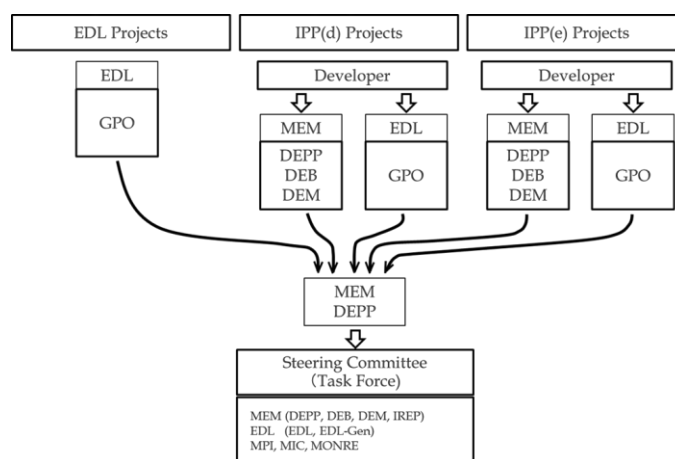 EDL Projects
IPP(d) Projects
IPP(e) Projects
Developer
Developer
EDL
GPO
MEM
DEPP
DEB
DEM
EDL
GPO
MEM
DEPP
DEB
DEM
EDL
GPO
MEM
DEPP
Steering Committee
(Task Force)
MEM (DEPP, DEB, DEM, IREP)
EDL (EDL, EDL-Gen)
MPI, MIC, MONRE